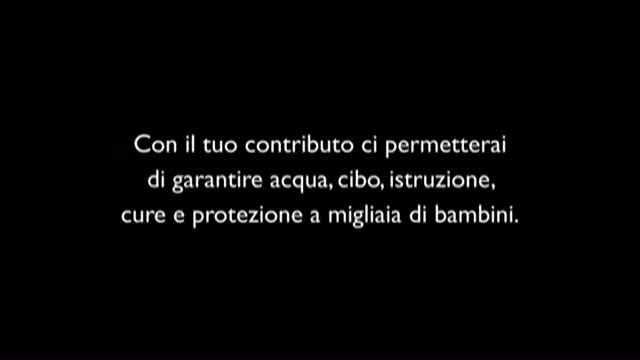 Con il tuo contributo ci permetterai
di garantire acqua, cibo, istruzione,
cure e protezione a migliaia di bambini.